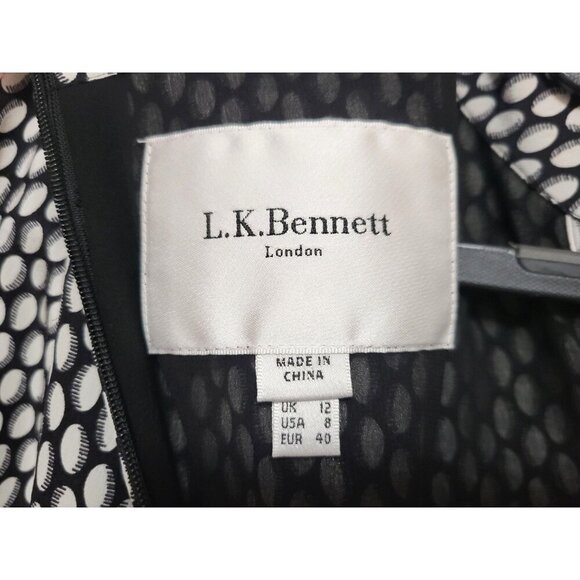 L.K.Bennett
London
MADE IN
CHINA
UK 12
USA 8
EUR 40